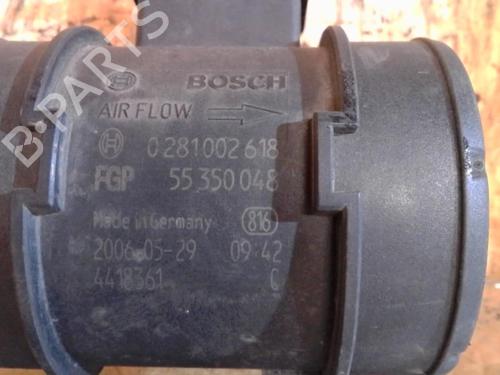 BOSCH
AIR FLOW
0 281 002 618
FGP 55 350 048
Made in Germany 816
2006-05-29 09:42
4418361 C
B-PARTS